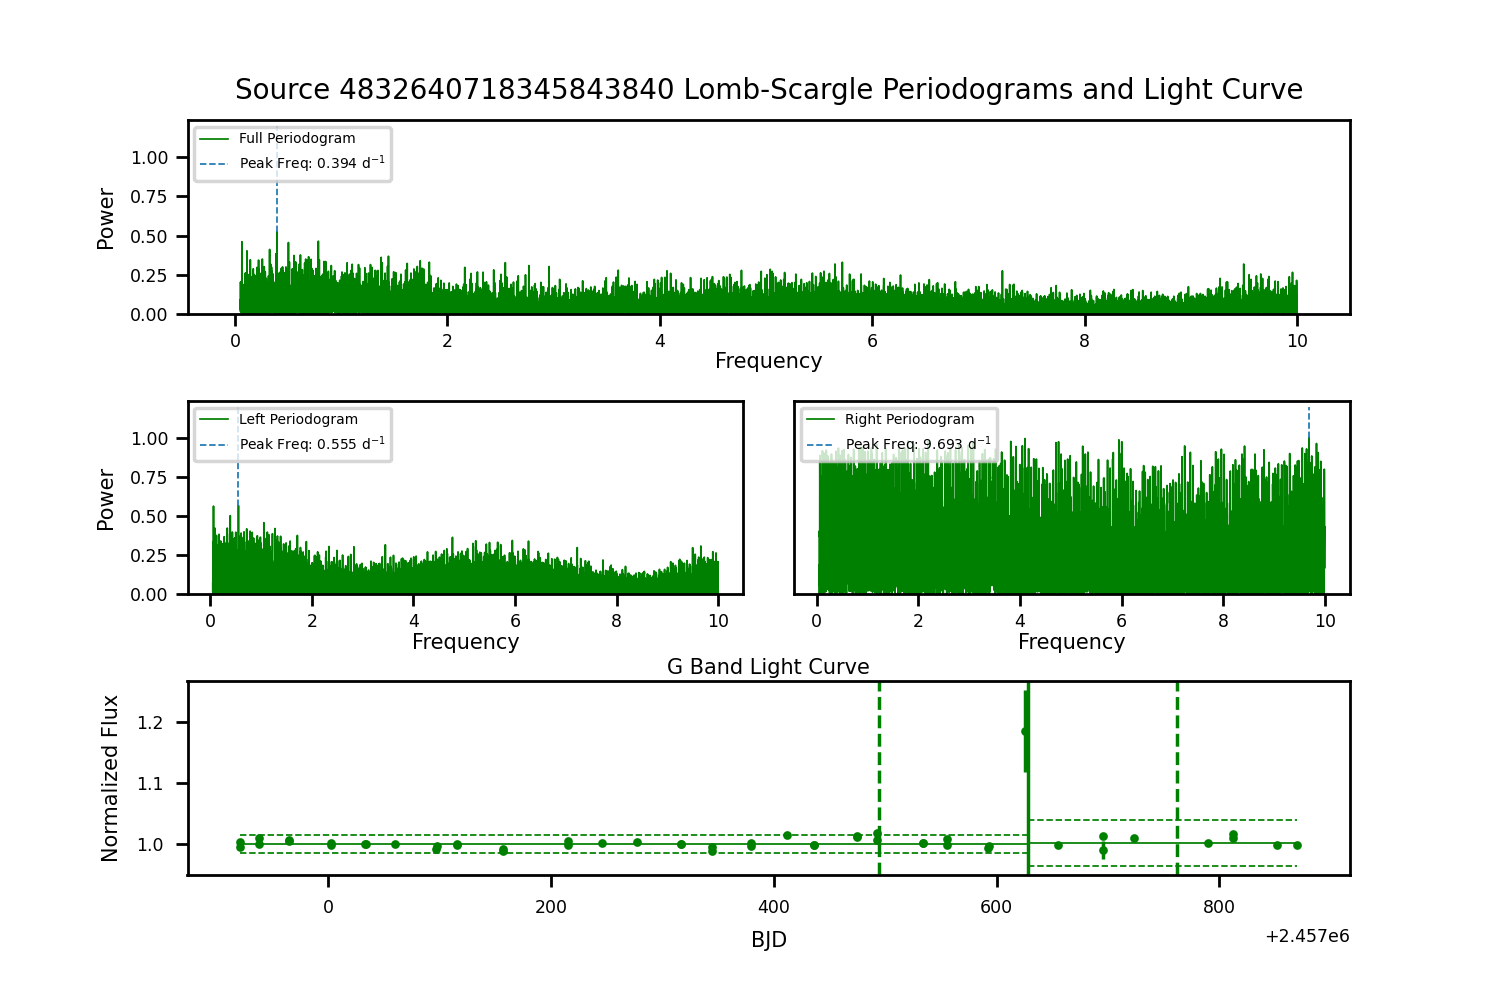 Source 4832640718345843840 Lomb-Scargle Periodograms and Light Curve
Full Periodogram
Peak Freq: 0.394 d⁻¹
Power
1.00
0.75
0.50
0.25
0.00
0 2 4 6 8 10
Frequency
Left Periodogram
Peak Freq: 0.555 d⁻¹
Power
1.00
0.75
0.50
0.25
0.00
0 2 4 6 8 10
Frequency
Right Periodogram
Peak Freq: 9.693 d⁻¹
0 2 4 6 8 10
Frequency
G Band Light Curve
Normalized Flux
1.2
1.1
1.0
0 200 400 600 800
BJD
+2.457e6